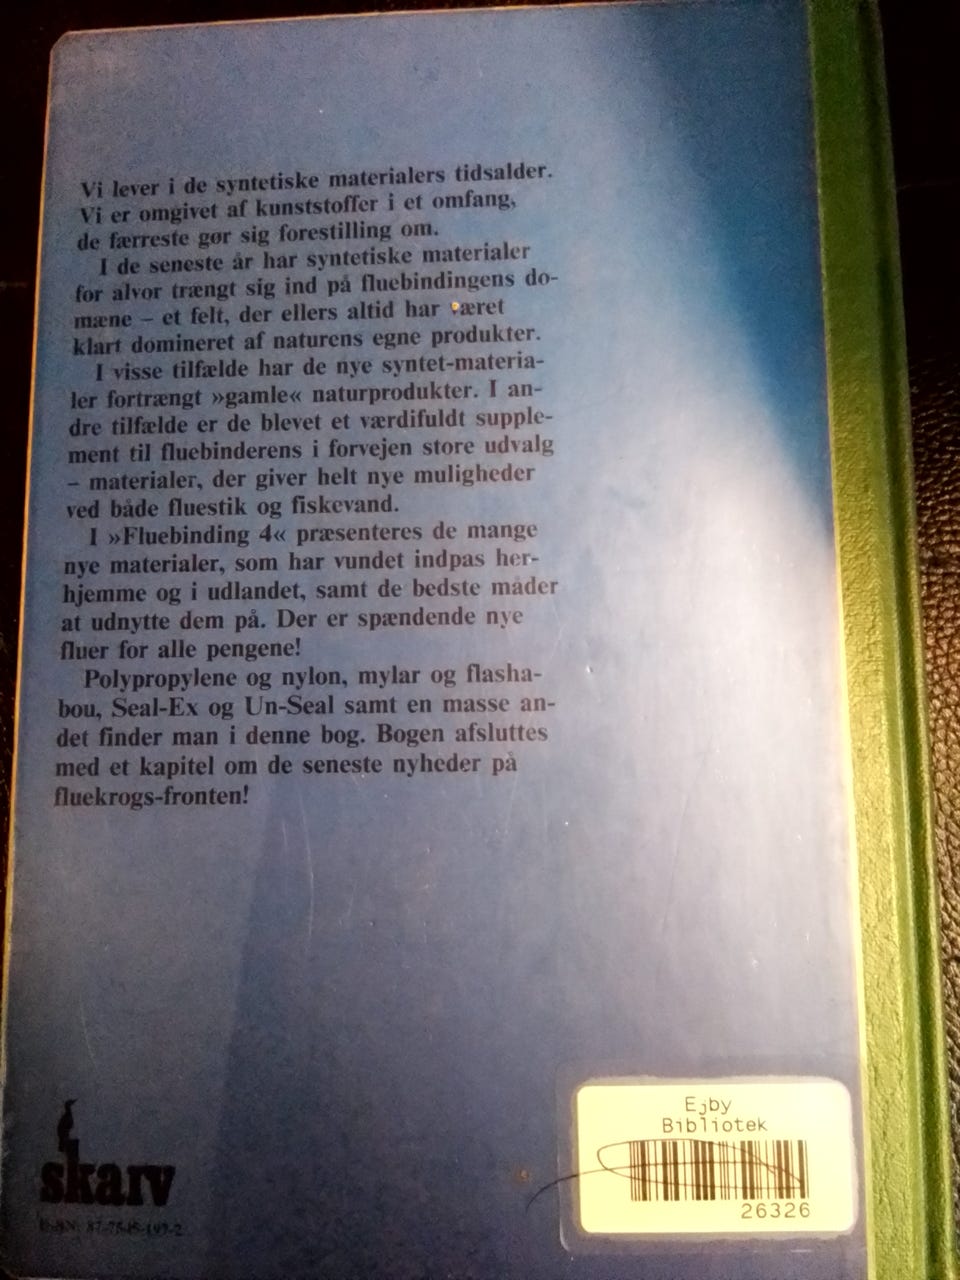 Vi lever i de syntetiske materialers tidsalder.
Vi er omgivet af kunststoffer i et omfang,
de færreste gør sig forestilling om.
I de seneste år har syntetiske materialer
for alvor trængt sig ind på fluebindingens do-
mæne – et felt, der ellers altid har været
klart domineret af naturens egne produkter.
I visse tilfælde har de nye syntet-materia-
ler fortrængt »gamle« naturprodukter. I an-
dre tilfælde er de blevet et værdifuldt supple-
ment til fluebinderens i forvejen store udvalg
– materialer, der giver helt nye muligheder
ved både fluestik og fiskevand.
I »Fluebinding 4« præsenteres de mange
nye materialer, som har vundet indpas her-
hjemme og i udlandet, samt de bedste måder
at udnytte dem på. Der er spændende nye
fluer for alle pengene!
Polypropylene og nylon, mylar og flasha-
bou, Seal-Ex og Un-Seal samt en masse an-
det finder man i denne bog. Bogen afsluttes
med et kapitel om de seneste nyheder på
fluekrogs-fronten!
skarv
ISBN:
Ejby
Bibliotek
26326